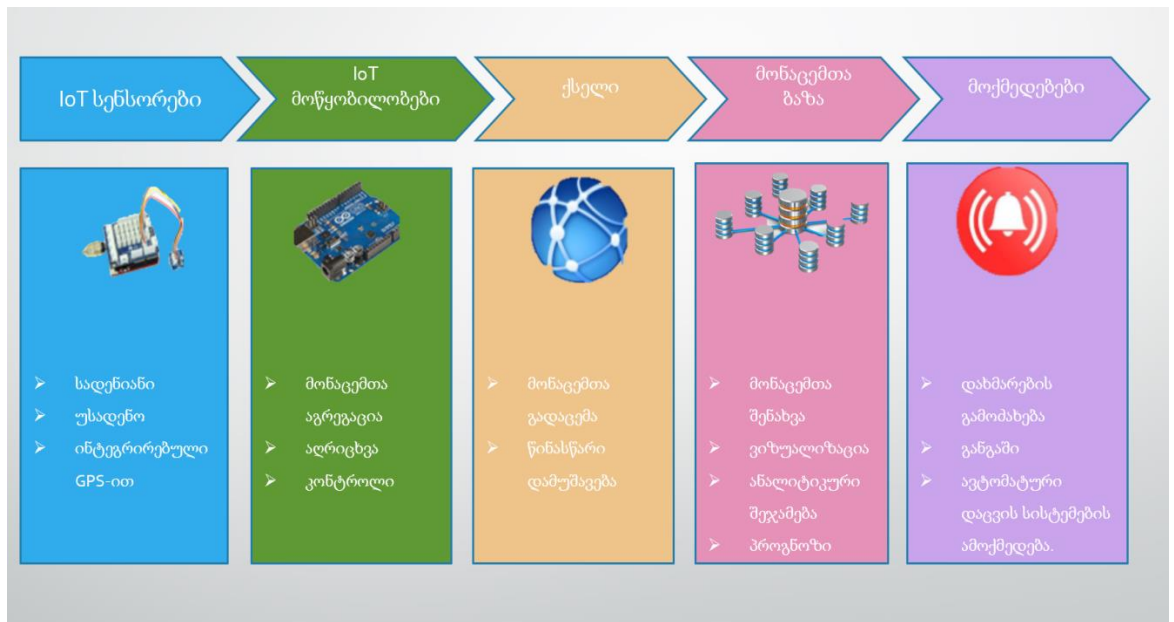 IoT სენსორები
IoT
მოწყობილობები
ქსელი
მონაცემთა
ბაზა
მოქმედებები
➢ სადენიანი
➢ უსადენო
➢ ინტეგრირებული
GPS-ით
➢ მონაცემთა
აგრეგაცია
➢ აღრიცხვა
➢ კონტროლი
➢ მონაცემთა
გადაცემა
➢ წინასწარი
დამუშავება
➢ მონაცემთა
შენახვა
➢ ვიზუალიზაცია
➢ ანალიტიკური
შეჯამება
➢ პროგნოზი
➢ დახმარების
გამოძახება
➢ განგაში
➢ ავტომატური
დაცვის სისტემების
ამოქმედება.